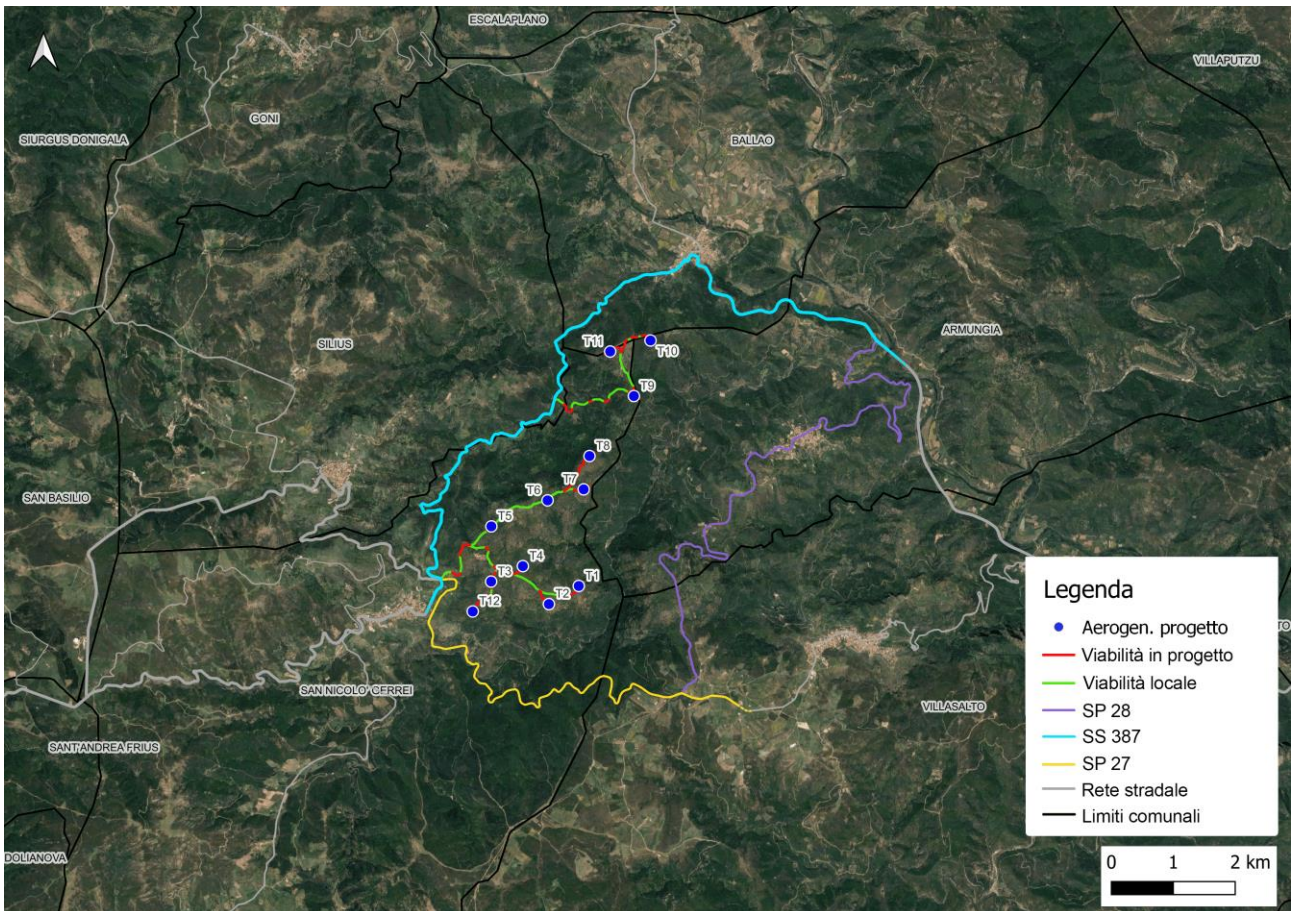 ESCALAPLANO
VILLAPUTZU
GONI
SIURGUS DONIGALA
BALLAO
ARMUNGIA
SILIUS
T11
T10
T9
T8
T7
T6
SAN BASILIO
T5
T4
T3
T1
T2
T12
SAN NICOLO' GERREI
VILLASALTO
SANT'ANDREA FRIUS
DOLIANOVA
TO
Legenda
Aerogen. progetto
Viabilità in progetto
Viabilità locale
SP 28
SS 387
SP 27
Rete stradale
Limiti comunali
0 1 2 km